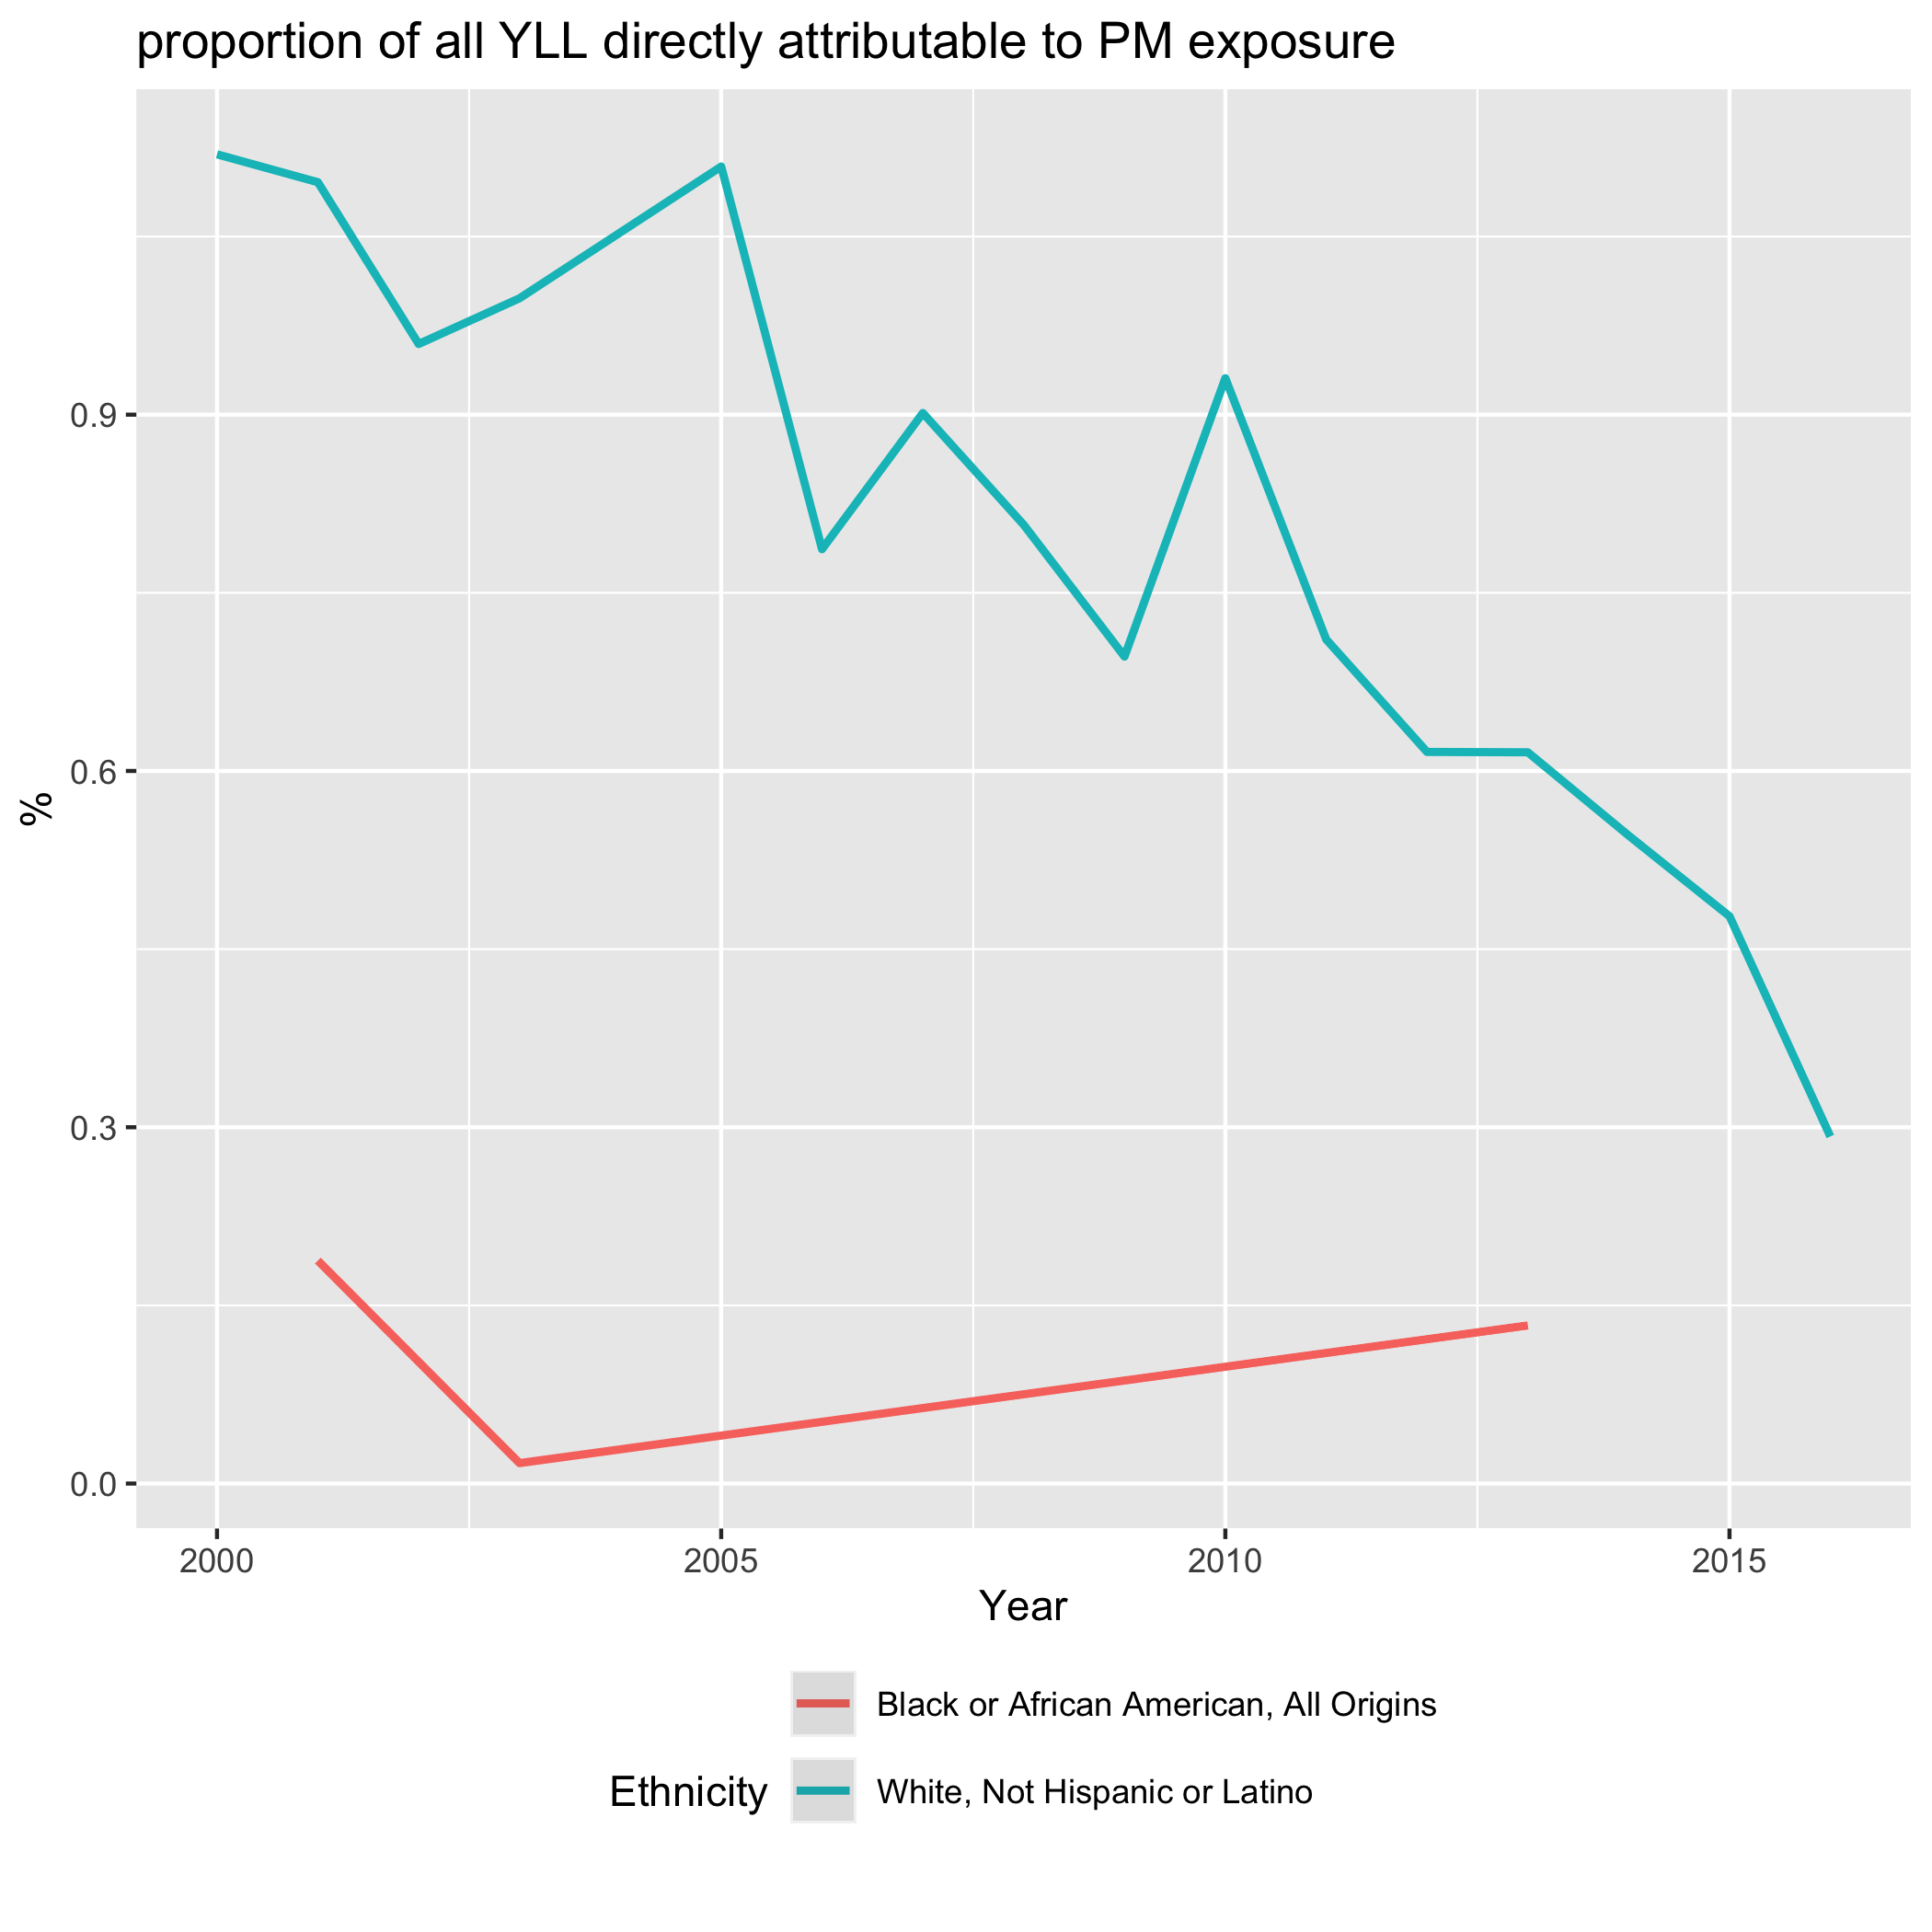 proportion of all YLL directly attributable to PM exposure
%
0.9
0.6
0.3
0.0
2000 2005 2010 2015
Year
Ethnicity
Black or African American, All Origins
White, Not Hispanic or Latino